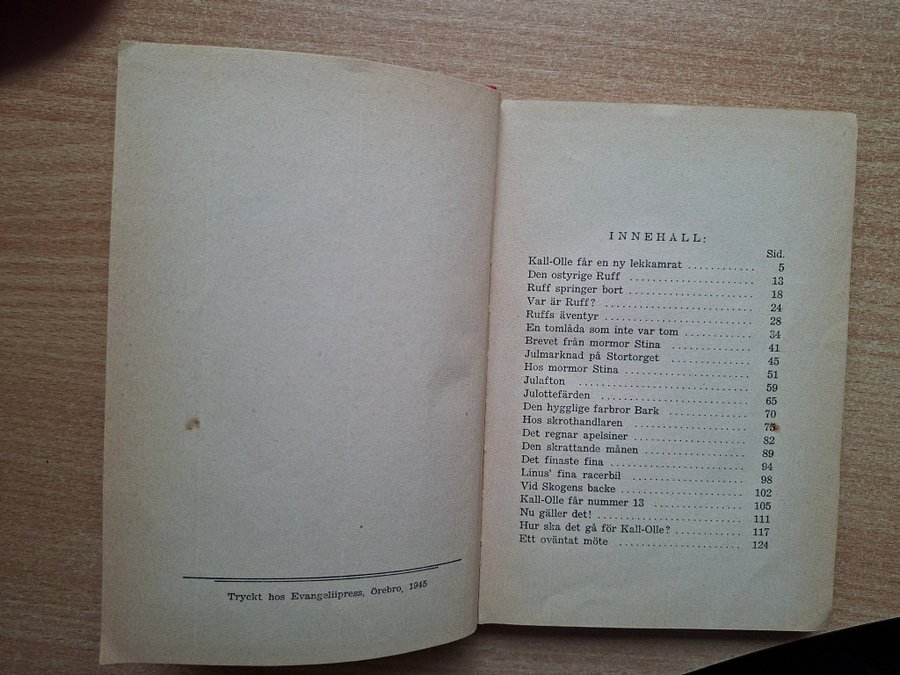 Tryckt hos Evangeliipress, Örebro, 1945
INNEHÅLL:
Sid.
Kall-Olle får en ny lekkamrat ............ 5
Den ostyrige Ruff ...................... 13
Ruff springer bort ...................... 18
Var är Ruff? ........................... 24
Ruffs äventyr .......................... 28
En tomlåda som inte var tom ............ 34
Brevet från mormor Stina ............... 41
Julmarknad på Stortorget ............... 45
Hos mormor Stina ...................... 51
Julafton ............................... 59
Julottefärden ........................... 65
Den hygglige farbror Bark ............... 70
Hos skrothandlaren ..................... 75
Det regnar apelsiner .................... 82
Den skrattande månen .................. 89
Det finaste fina ........................ 94
Linus' fina racerbil ..................... 98
Vid Skogens backe ...................... 102
Kall-Olle får nummer 13 ................ 105
Nu gäller det! .......................... 111
Hur ska det gå för Kall-Olle? ............ 117
Ett oväntat möte ....................... 124